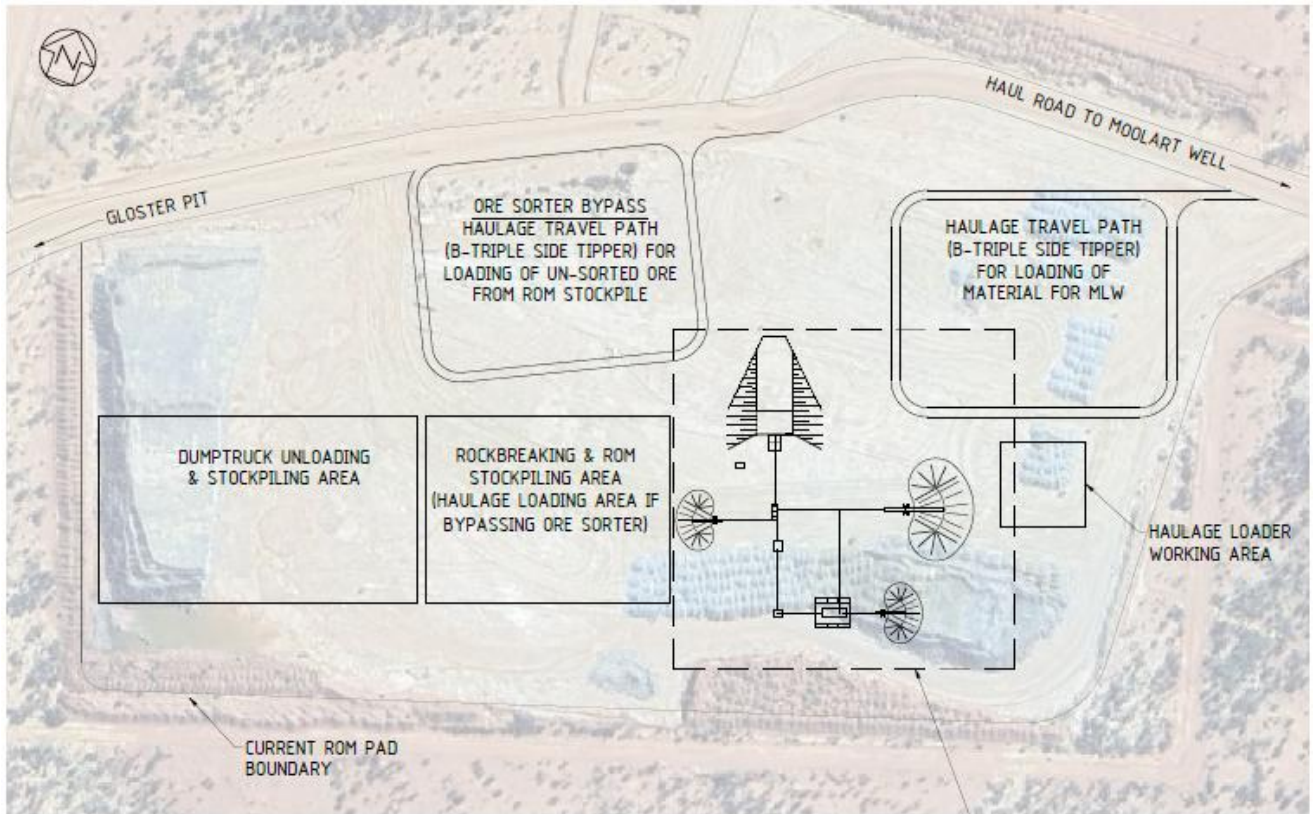 N
HAUL ROAD TO MOOLART WELL
GLOSTER PIT
ORE SORTER BYPASS
HAULAGE TRAVEL PATH
(B-TRIPLE SIDE TIPPER) FOR
LOADING OF UN-SORTED ORE
FROM ROM STOCKPILE
HAULAGE TRAVEL PATH
(B-TRIPLE SIDE TIPPER)
FOR LOADING OF
MATERIAL FOR MLW
DUMPTRUCK UNLOADING
& STOCKPILING AREA
ROCKBREAKING & ROM
STOCKPILING AREA
(HAULAGE LOADING AREA IF
BYPASSING ORE SORTER)
HAULAGE LOADER
WORKING AREA
CURRENT ROM PAD
BOUNDARY